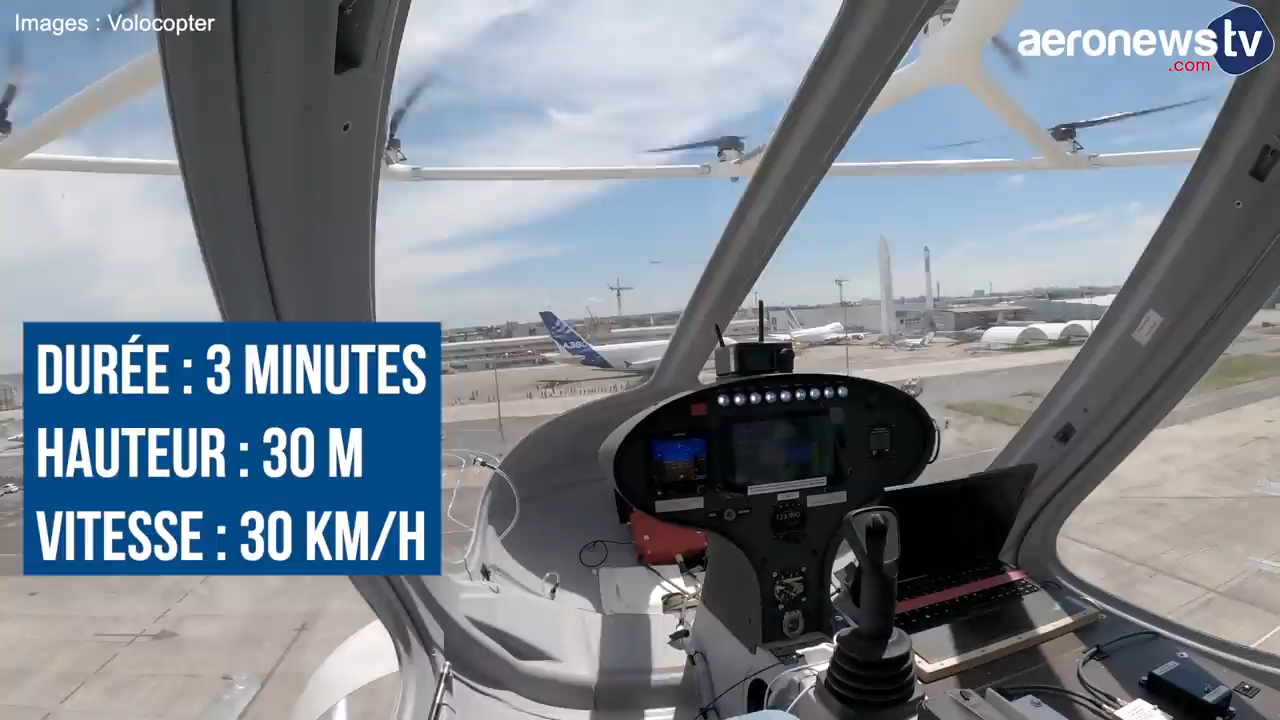 Images : Volocopter
aeronewstv
.com
DURÉE : 3 MINUTES
HAUTEUR : 30 M
VITESSE : 30 KM/H
A380